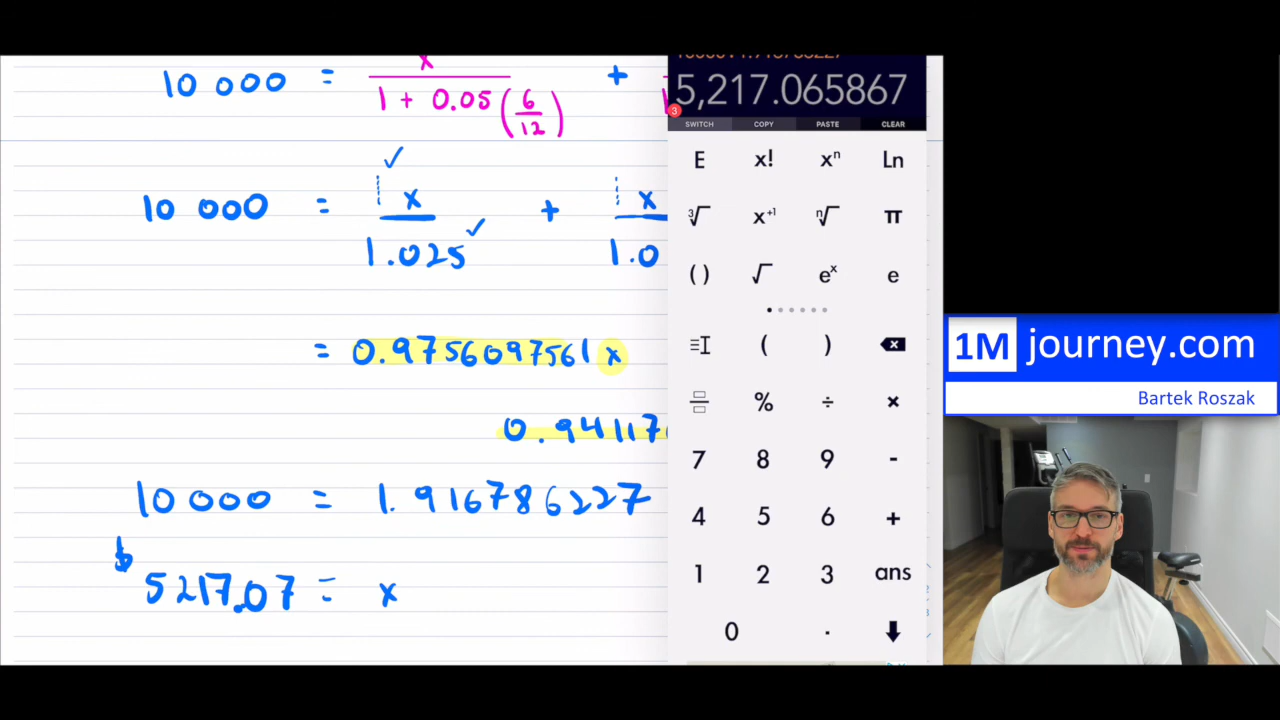 10 000 = x / 1 + 0.05 (6/12) +
10 000 = x / 1.025 + x / 1.0
= 0.9756097561 x
0.94117
10 000 = 1.916786227
$ 5217.07 = x
5,217.065867
3
SWITCH COPY PASTE CLEAR
E x! xⁿ Ln
³√ x⁺¹ ⁿ√ π
( ) √ eˣ e
( )
% ÷ ×
7 8 9 -
4 5 6 +
1 2 3 ans
0 .
1M journey.com
Bartek Roszak